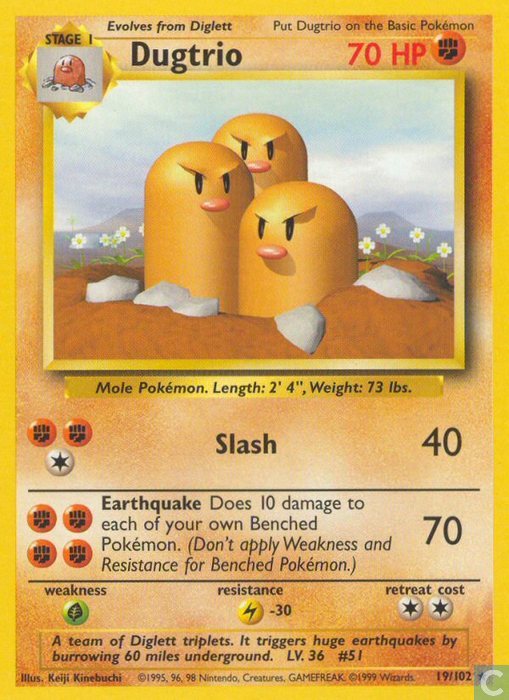 Evolves from Diglett
Put Dugtrio on the Basic Pokémon
STAGE 1
Dugtrio
70 HP
Mole Pokémon. Length: 2' 4", Weight: 73 lbs.
Slash
40
Earthquake Does 10 damage to
each of your own Benched
Pokémon. (Don't apply Weakness and
Resistance for Benched Pokémon.)
70
weakness
resistance
retreat cost
-30
A team of Diglett triplets. It triggers huge earthquakes by
burrowing 60 miles underground. LV. 36 #51
Illus. Keiji Kinebuchi
©1995, 96, 98 Nintendo, Creatures, GAMEFREAK. ©1999 Wizards.
19/102
C